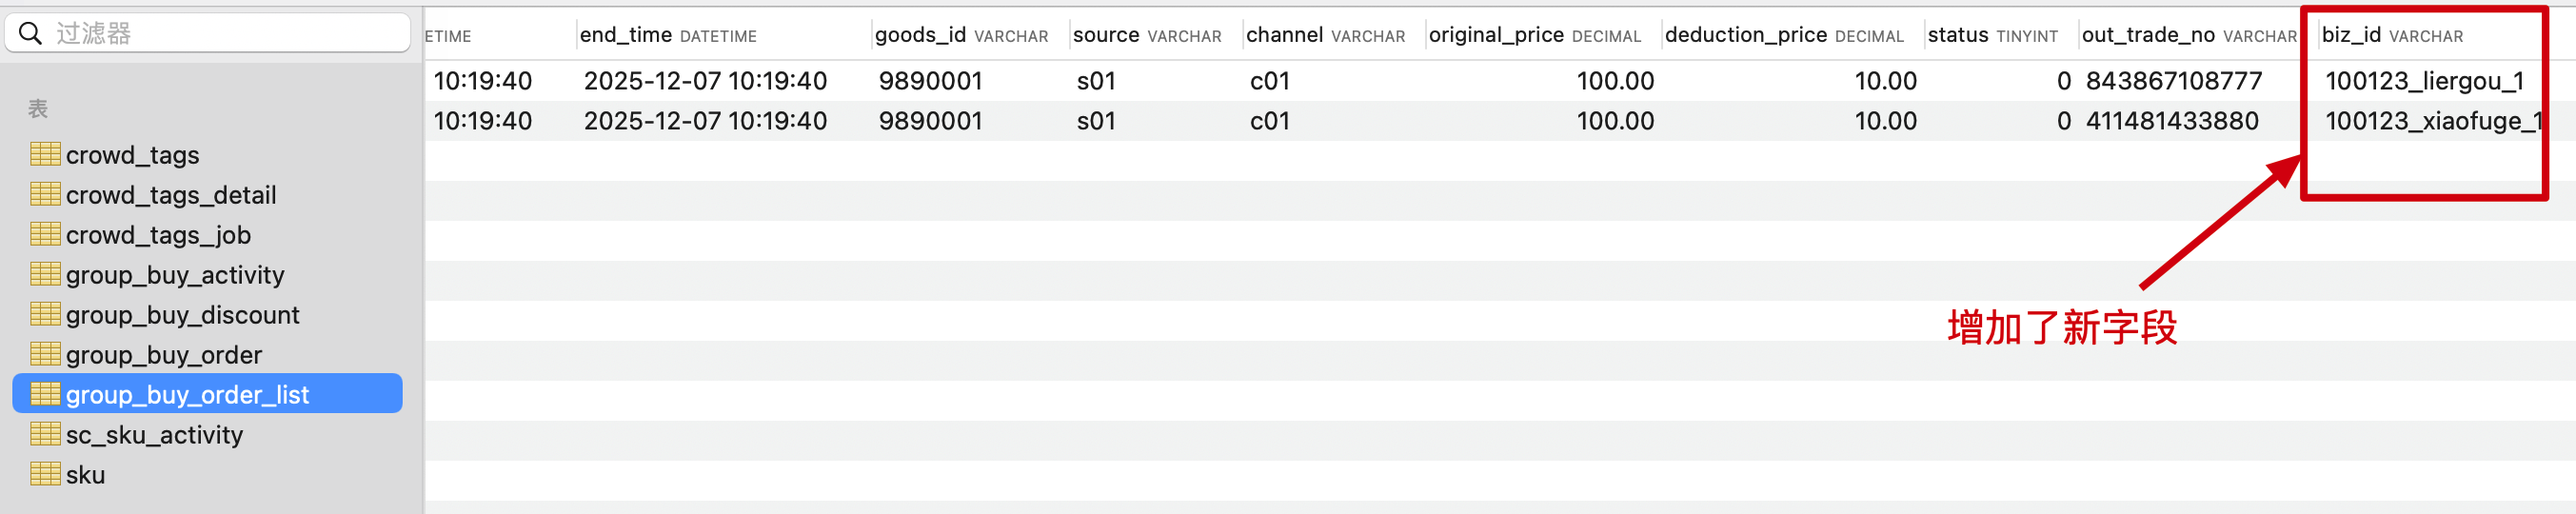 过滤器
表
crowd_tags
crowd_tags_detail
crowd_tags_job
group_buy_activity
group_buy_discount
group_buy_order
group_buy_order_list
sc_sku_activity
sku
ETIME end_time DATETIME goods_id VARCHAR source VARCHAR channel VARCHAR original_price DECIMAL deduction_price DECIMAL status TINYINT out_trade_no VARCHAR biz_id VARCHAR
10:19:40 2025-12-07 10:19:40 9890001 s01 c01 100.00 10.00 0 843867108777 100123_liergou_1
10:19:40 2025-12-07 10:19:40 9890001 s01 c01 100.00 10.00 0 411481433880 100123_xiaofuge_1
增加了新字段